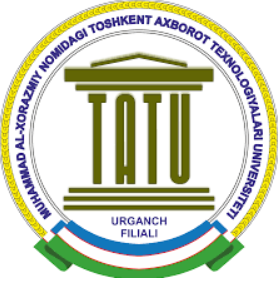 MUHAMMAD AL-XORAZMIY NOMIDAGI TOSHKENT AXBOROT TEXNOLOGIYALARI UNIVERSITETI
TATU
URGANCH
FILIALI